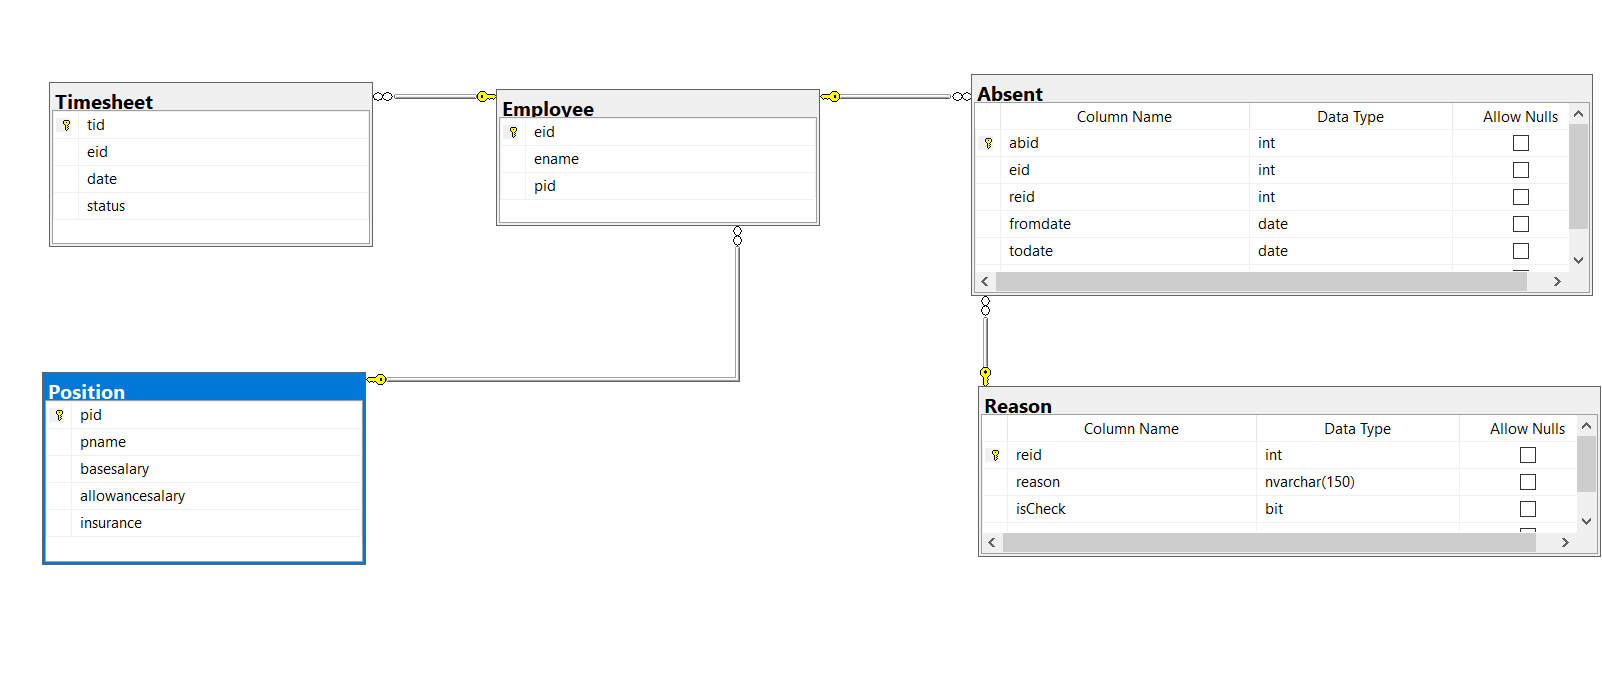 Timesheet
tid
eid
date
status
Employee
eid
ename
pid
Absent
Column Name Data Type Allow Nulls
abid int
eid int
reid int
fromdate date
todate date
Position
pid
pname
basesalary
allowancesalary
insurance
Reason
Column Name Data Type Allow Nulls
reid int
reason nvarchar(150)
isCheck bit